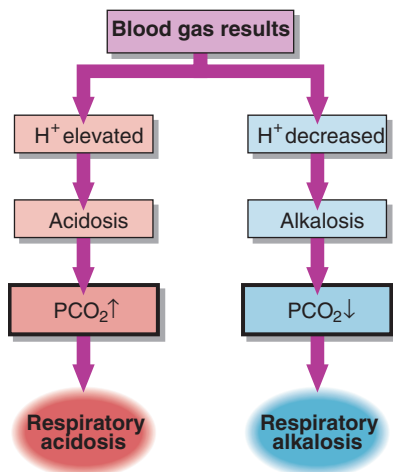 Blood gas results
H⁺ elevated
H⁺ decreased
Acidosis
Alkalosis
PCO₂↑
PCO₂↓
Respiratory
acidosis
Respiratory
alkalosis